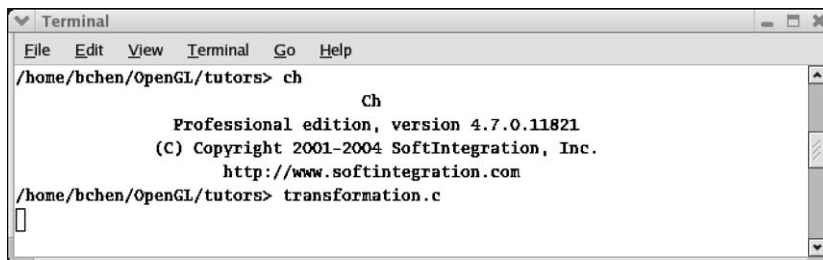 Terminal
File Edit View Terminal Go Help
/home/bchen/OpenGL/tutors> ch
Ch
Professional edition, version 4.7.0.11821
(C) Copyright 2001-2004 SoftIntegration, Inc.
http://www.softintegration.com
/home/bchen/OpenGL/tutors> transformation.c